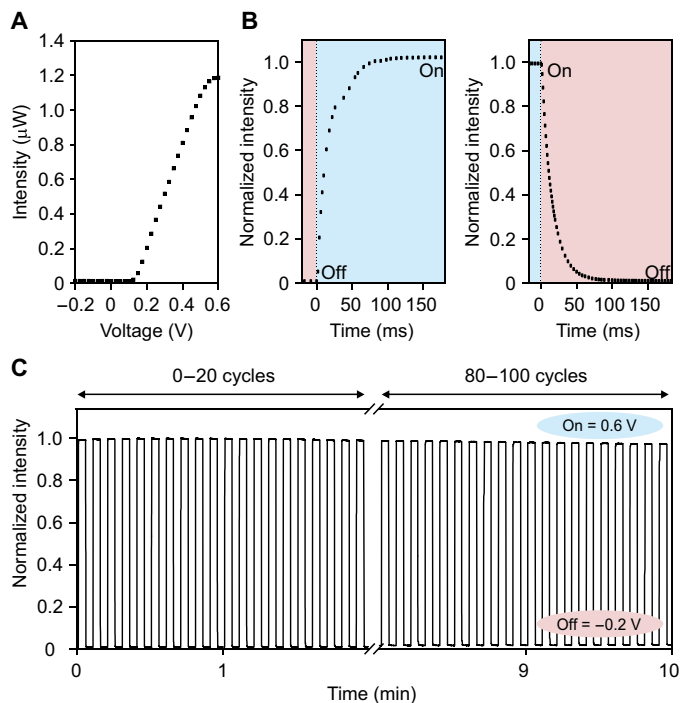 A
Intensity (μW)
1.4
1.2
1.0
0.8
0.6
0.4
0.2
0
−0.2 0 0.2 0.4 0.6
Voltage (V)
B
Normalized intensity
1.0
0.8
0.6
0.4
0.2
0
On
Off
0 50 100 150
Time (ms)
Normalized intensity
1.0
0.8
0.6
0.4
0.2
0
On
Off
0 50 100 150
Time (ms)
C
0–20 cycles
80–100 cycles
Normalized intensity
1.0
0.8
0.6
0.4
0.2
0
On = 0.6 V
Off = −0.2 V
0 1 9 10
Time (min)